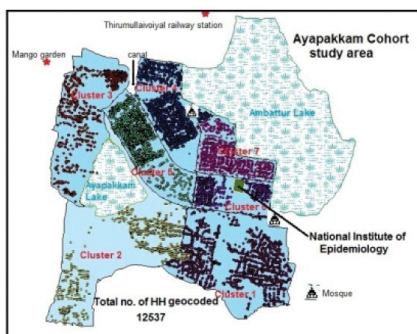 Thirumullaivoiyal railway station
Ayapakkam Cohort
study area
Mango garden
canal
Cluster 3
Cluster 4
Ambattur Lake
Cluster 7
Cluster 5
Ayapakkam
Lake
Cluster 6
National Institute of
Epidemiology
Cluster 2
Cluster 1
Total no. of HH geocoded
12537
Mosque